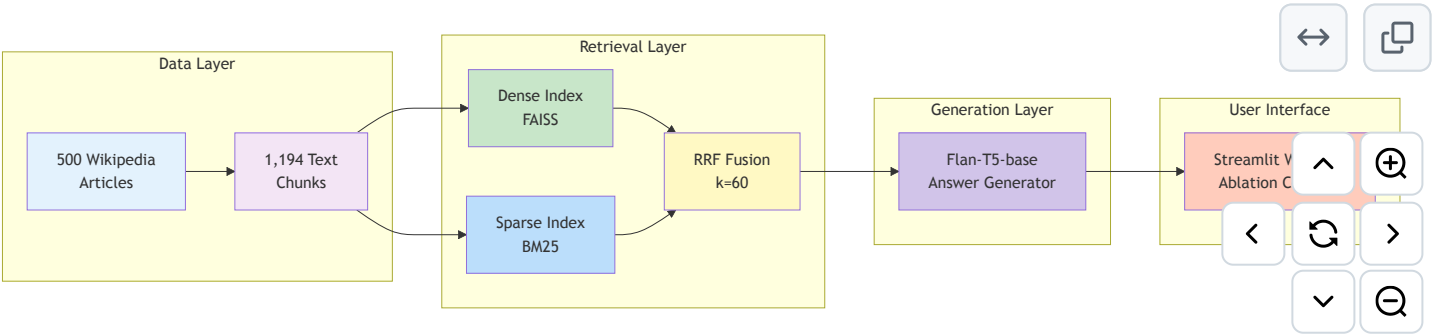 Data Layer
500 Wikipedia
Articles
1,194 Text
Chunks
Retrieval Layer
Dense Index
FAISS
Sparse Index
BM25
RRF Fusion
k=60
Generation Layer
Flan-T5-base
Answer Generator
User Interface
Streamlit
Ablation